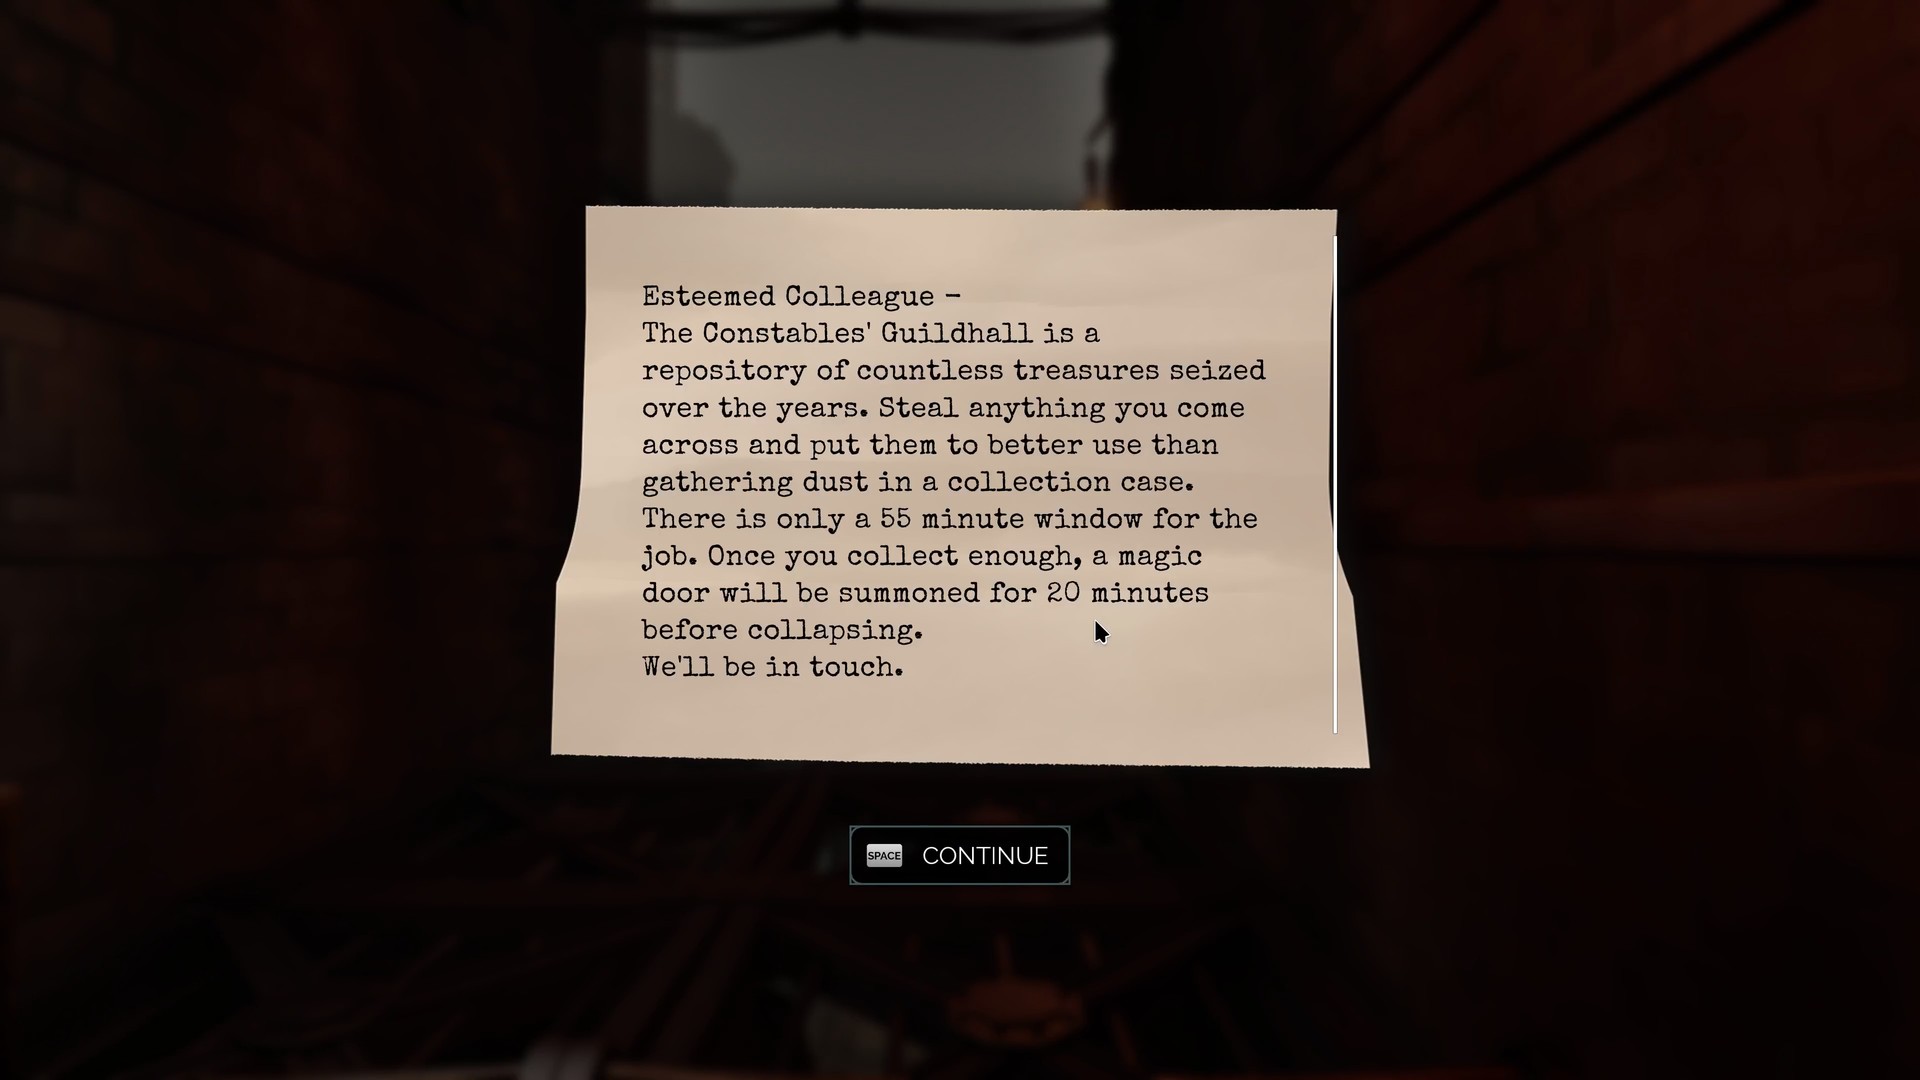 Esteemed Colleague -
The Constables' Guildhall is a
repository of countless treasures seized
over the years. Steal anything you come
across and put them to better use than
gathering dust in a collection case.
There is only a 55 minute window for the
job. Once you collect enough, a magic
door will be summoned for 20 minutes
before collapsing.
We'll be in touch.
SPACE CONTINUE